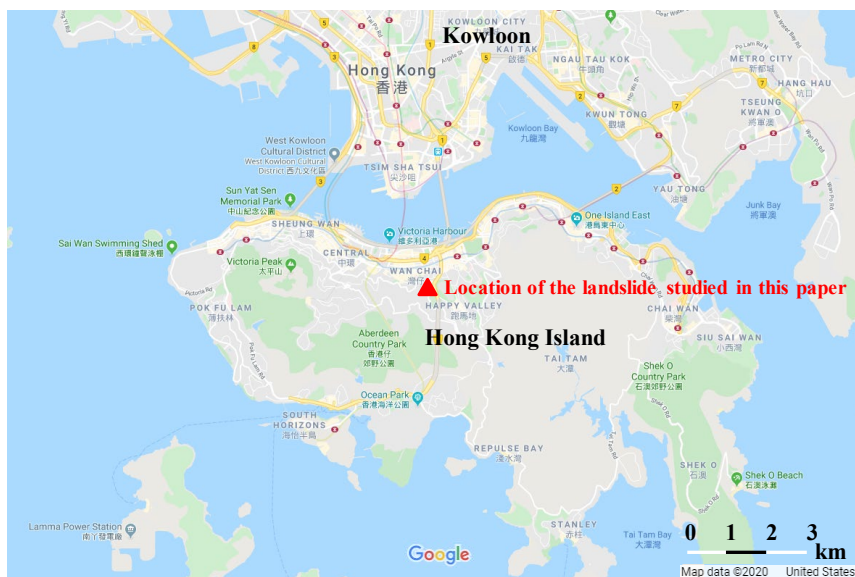 KOWLOON CITY
Kowloon
KAI TAK
啟德
Hong Kong
香港
Argyle St
NGAU TAU KOK
牛頭角
METRO CITY
新都城
HANG HAU
坑口
KWUN TONG
觀塘
TSEUNG
KWAN O
將軍澳
Kowloon Bay
九龍灣
West Kowloon
Cultural District
West Kowloon Cultural
District 西九文化區
TSIM SHA TSUI
尖沙咀
YAU TONG
油塘
Junk Bay
將軍澳
Sun Yat Sen
Memorial Park
中山紀念公園
SHEUNG WAN
上環
Victoria Harbour
維多利亞港
One Island East
港島東中心
Sai Wan Swimming Shed
西環鐘聲泳棚
CENTRAL
中環
Victoria Peak
太平山
WAN CHAI
灣仔
Location of the landslide studied in this paper
HAPPY VALLEY
跑馬地
CHAI WAN
柴灣
POK FU LAM
薄扶林
Hong Kong Island
Aberdeen
Country Park
香港仔
郊野公園
SIU SAI WAN
小西灣
TAI TAM
大潭
Shek O
Country Park
石澳郊野公園
Ocean Park
香港海洋公園
SOUTH
HORIZONS
海怡半島
REPULSE BAY
淺水灣
SHEK O
石澳
Shek O Beach
石澳泳灘
Lamma Power Station
南丫發電廠
STANLEY
赤柱
Tai Tam Bay
大潭灣
0 1 2 3
km
Google
Map data ©2020 United States